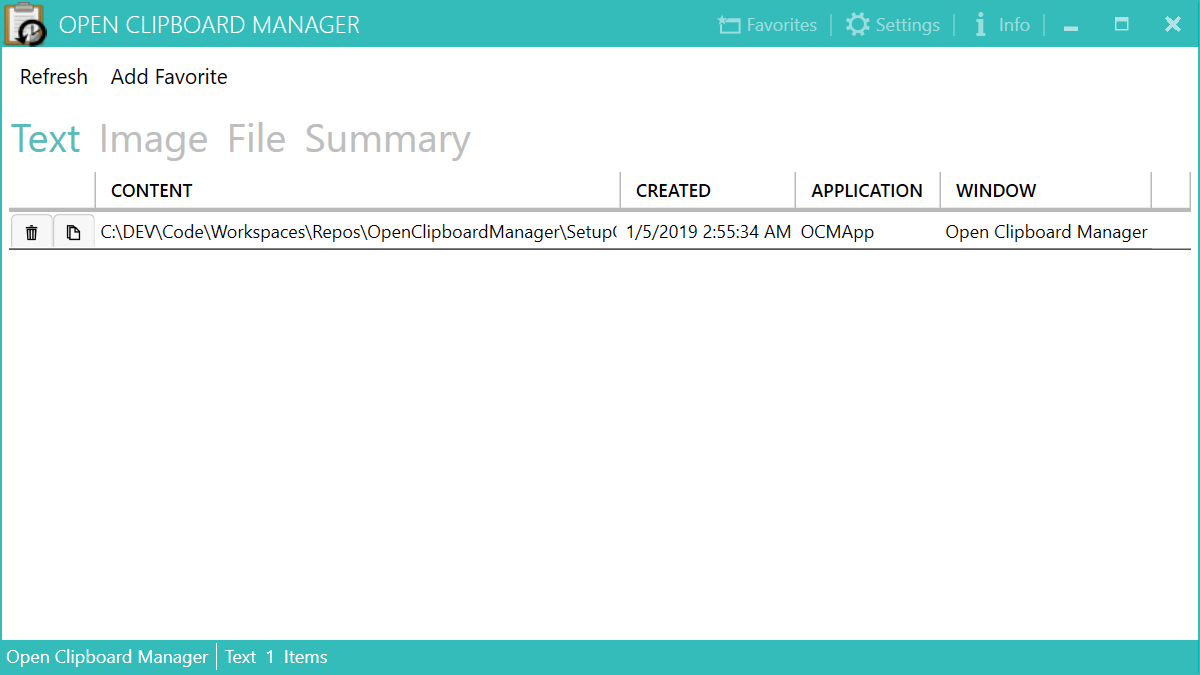 OPEN CLIPBOARD MANAGER Favorites Settings Info
Refresh Add Favorite
Text Image File Summary
CONTENT CREATED APPLICATION WINDOW
C:\DEV\Code\Workspaces\Repos\OpenClipboardManager\Setup 1/5/2019 2:55:34 AM OCMApp Open Clipboard Manager
Open Clipboard Manager Text 1 Items